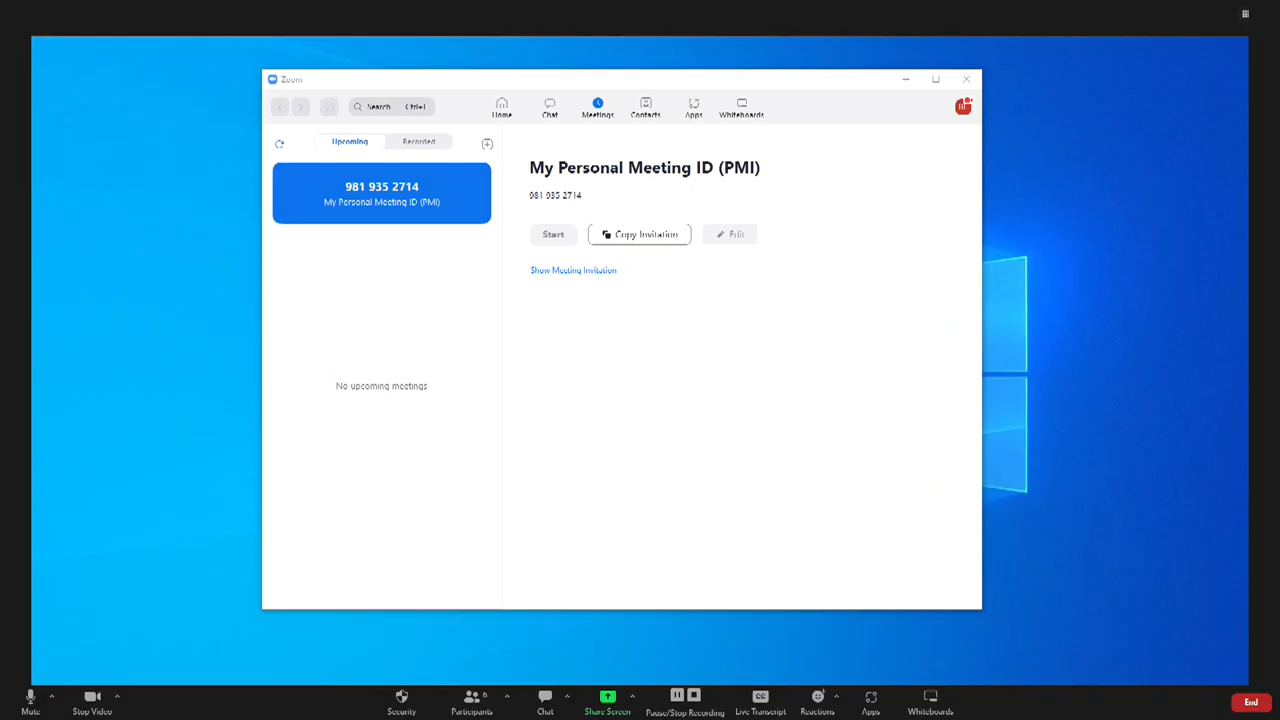 Zoom
Search Ctrl+F
Home
Chat
Meetings
Contacts
Apps
Whiteboards
Upcoming
Recorded
981 935 2714
My Personal Meeting ID (PMI)
No upcoming meetings
My Personal Meeting ID (PMI)
981 935 2714
Start
Copy Invitation
Edit
Show Meeting Invitation
Mute
Stop Video
Security
Participants
Chat
Share Screen
Pause/Stop Recording
CC
Live Transcript
Reactions
Apps
Whiteboards
End